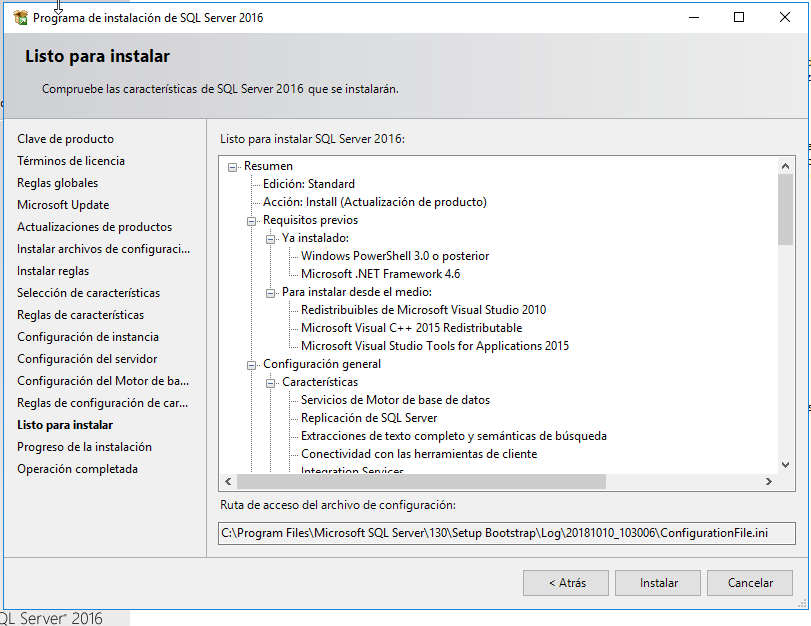 Programa de instalación de SQL Server 2016
Listo para instalar
Compruebe las características de SQL Server 2016 que se instalarán.
Clave de producto
Términos de licencia
Reglas globales
Microsoft Update
Actualizaciones de productos
Instalar archivos de configuraci...
Instalar reglas
Selección de características
Reglas de características
Configuración de instancia
Configuración del servidor
Configuración del Motor de ba...
Reglas de configuración de car...
Listo para instalar
Progreso de la instalación
Operación completada
Listo para instalar SQL Server 2016:
Resumen
Edición: Standard
Acción: Install (Actualización de producto)
Requisitos previos
Ya instalado:
Windows PowerShell 3.0 o posterior
Microsoft .NET Framework 4.6
Para instalar desde el medio:
Redistribuibles de Microsoft Visual Studio 2010
Microsoft Visual C++ 2015 Redistributable
Microsoft Visual Studio Tools for Applications 2015
Configuración general
Características
Servicios de Motor de base de datos
Replicación de SQL Server
Extracciones de texto completo y semánticas de búsqueda
Conectividad con las herramientas de cliente
Integration Services
Ruta de acceso del archivo de configuración:
C:\Program Files\Microsoft SQL Server\130\Setup Bootstrap\Log\20181010_103006\ConfigurationFile.ini
< Atrás
Instalar
Cancelar
QL Server® 2016